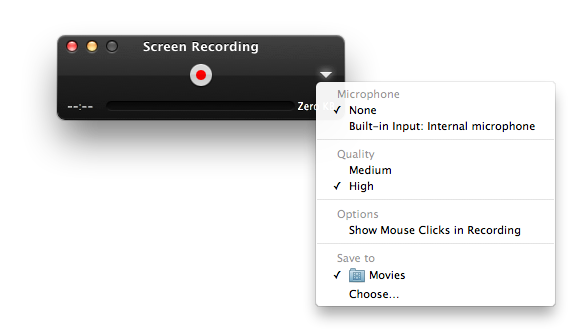 Screen Recording
--:--
Zero KB
Microphone
✓ None
Built-in Input: Internal microphone
Quality
Medium
✓ High
Options
Show Mouse Clicks in Recording
Save to
✓ Movies
Choose...